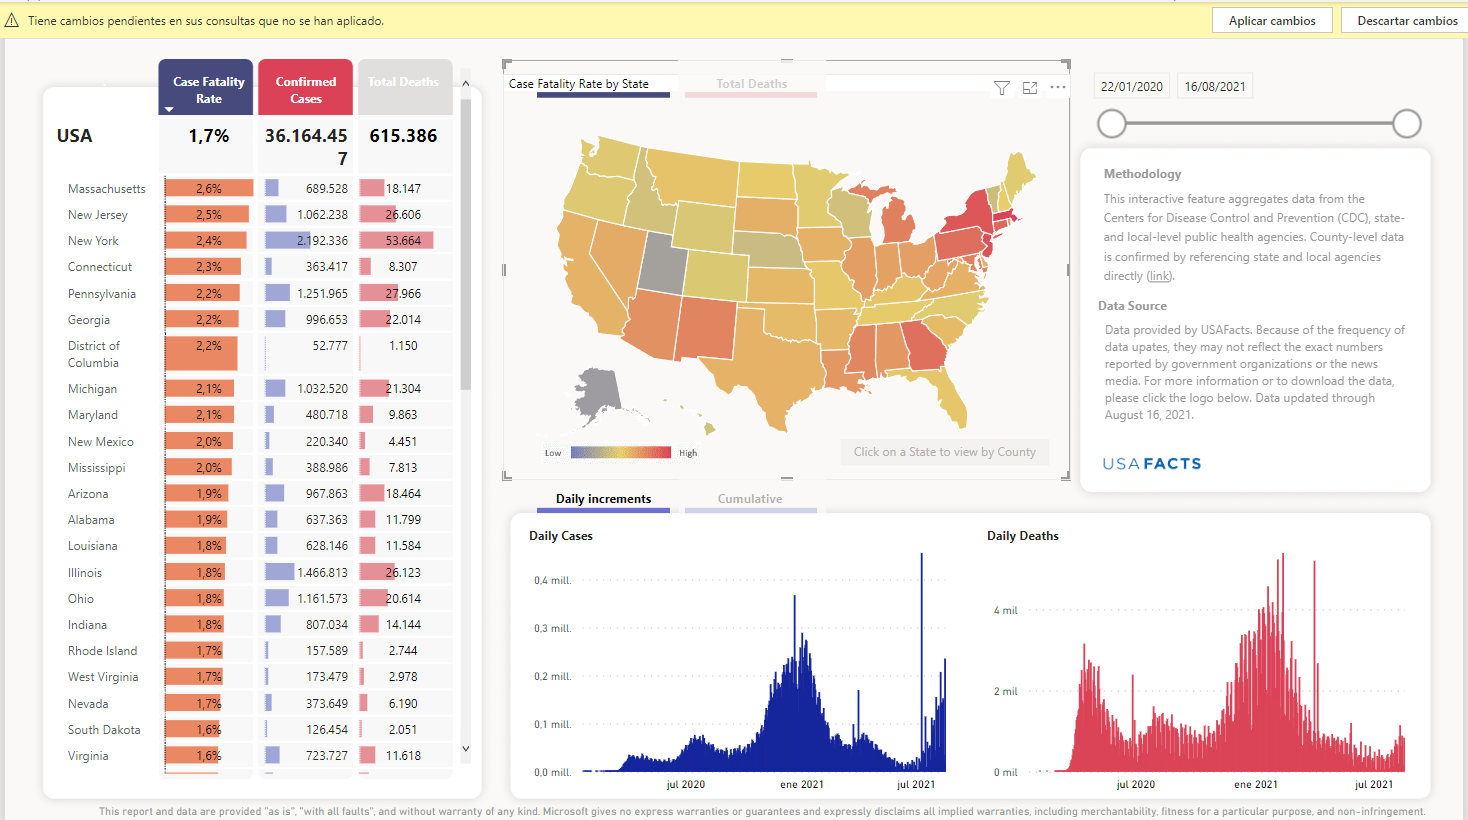 Tiene cambios pendientes en sus consultas que no se han aplicado.
Aplicar cambios
Descartar cambios
Case Fatality Rate
Confirmed Cases
Total Deaths
USA 1,7% 36.164.457 615.386
Massachusetts 2,6% 689.528 18.147
New Jersey 2,5% 1.062.238 26.606
New York 2,4% 2.192.336 53.664
Connecticut 2,3% 363.417 8.307
Pennsylvania 2,2% 1.251.965 27.966
Georgia 2,2% 996.653 22.014
District of Columbia 2,2% 52.777 1.150
Michigan 2,1% 1.032.520 21.304
Maryland 2,1% 480.718 9.863
New Mexico 2,0% 220.340 4.451
Mississippi 2,0% 388.986 7.813
Arizona 1,9% 967.863 18.464
Alabama 1,9% 637.363 11.799
Louisiana 1,8% 628.146 11.584
Illinois 1,8% 1.466.813 26.123
Ohio 1,8% 1.161.573 20.614
Indiana 1,8% 807.034 14.144
Rhode Island 1,7% 157.589 2.744
West Virginia 1,7% 173.479 2.978
Nevada 1,7% 373.649 6.190
South Dakota 1,6% 126.454 2.051
Virginia 1,6% 723.727 11.618
Case Fatality Rate by State
Total Deaths
Low
High
Click on a State to view by County
22/01/2020
16/08/2021
Methodology
This interactive feature aggregates data from the
Centers for Disease Control and Prevention (CDC), state-
and local-level public health agencies. County-level data
is confirmed by referencing state and local agencies
directly (link).
Data Source
Data provided by USAFacts. Because of the frequency of
data upates, they may not reflect the exact numbers
reported by government organizations or the news
media. For more information or to download the data,
please click the logo below. Data updated through
August 16, 2021.
USAFACTS
Daily increments
Cumulative
Daily Cases
0,4 mill.
0,3 mill.
0,2 mill.
0,1 mill.
0,0 mill.
jul 2020
ene 2021
jul 2021
Daily Deaths
4 mil
2 mil
0 mil
jul 2020
ene 2021
jul 2021
This report and data are provided "as is", "with all faults", and without warranty of any kind. Microsoft gives no express warranties or guarantees and expressly disclaims all implied warranties, including merchantability, fitness for a particular purpose, and non-infringement.